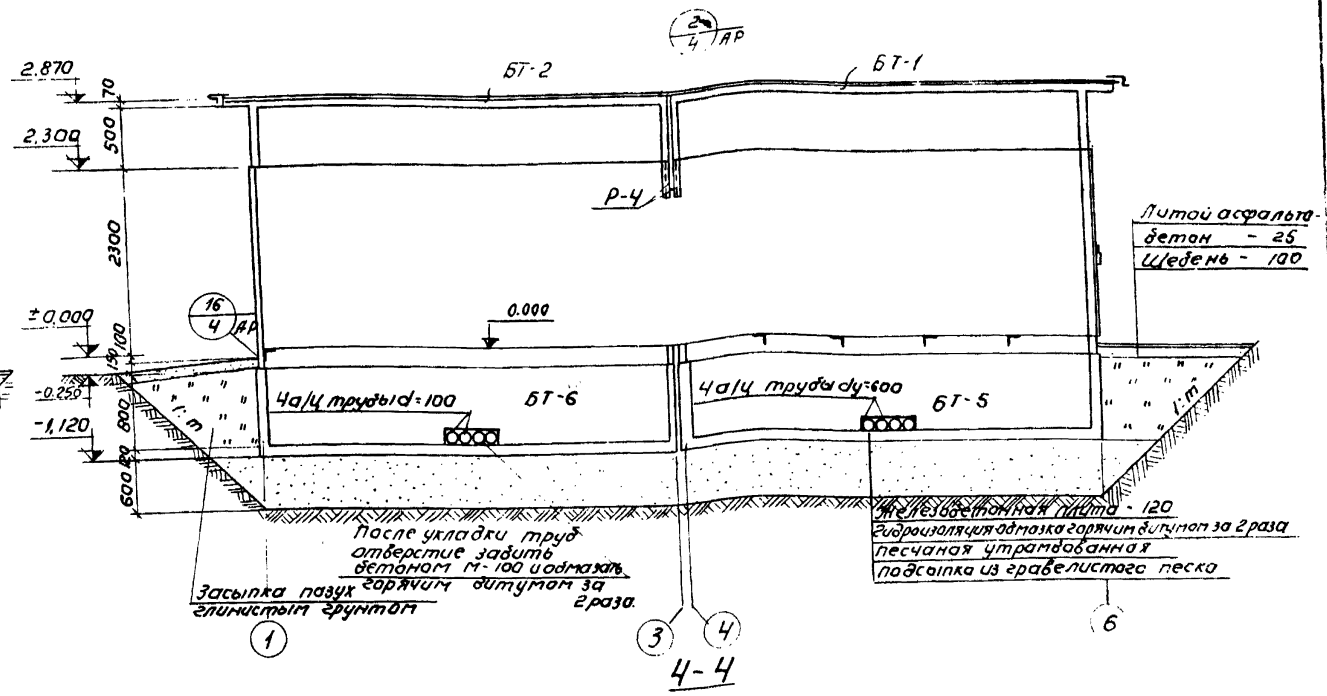 2
4 АР
2.870
70
БТ-2
БТ-1
500
2,300
Р-4
Литой асфальто-
бетон - 25
Щебень - 100
2300
16
4 АР
0.000
±0,000
100
150
-0.250
4 а/ц трубы d=100
БТ-6
4 а/ц трубы dy=600
БТ-5
1:m
1:m
800
-1,120
120
600
После укладки труб
отверстие забить
бетоном М-100 и обмазать
горячим битумом за
2 раза.
Железобетонная плита - 120
гидроизоляция обмазка горячим битумом за 2 раза
песчаная утрамбованная
подсыпка из гравелистого песка
Засыпка пазух
глинистым грунтом
1
3
4
6
4-4